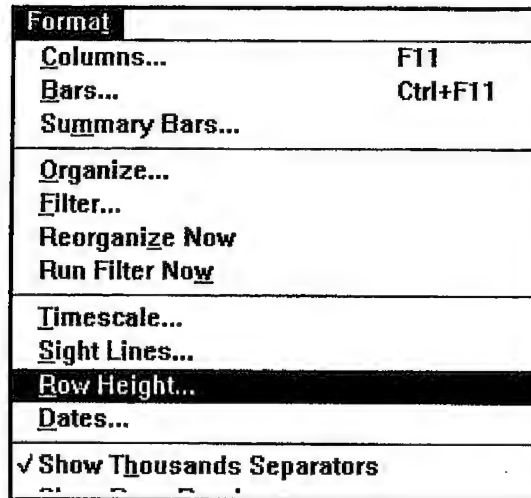 Format
Columns... F11
Bars... Ctrl+F11
Summary Bars...
Organize...
Filter...
Reorganize Now
Run Filter Now
Timescale...
Sight Lines...
Row Height...
Dates...
√ Show Thousands Separators